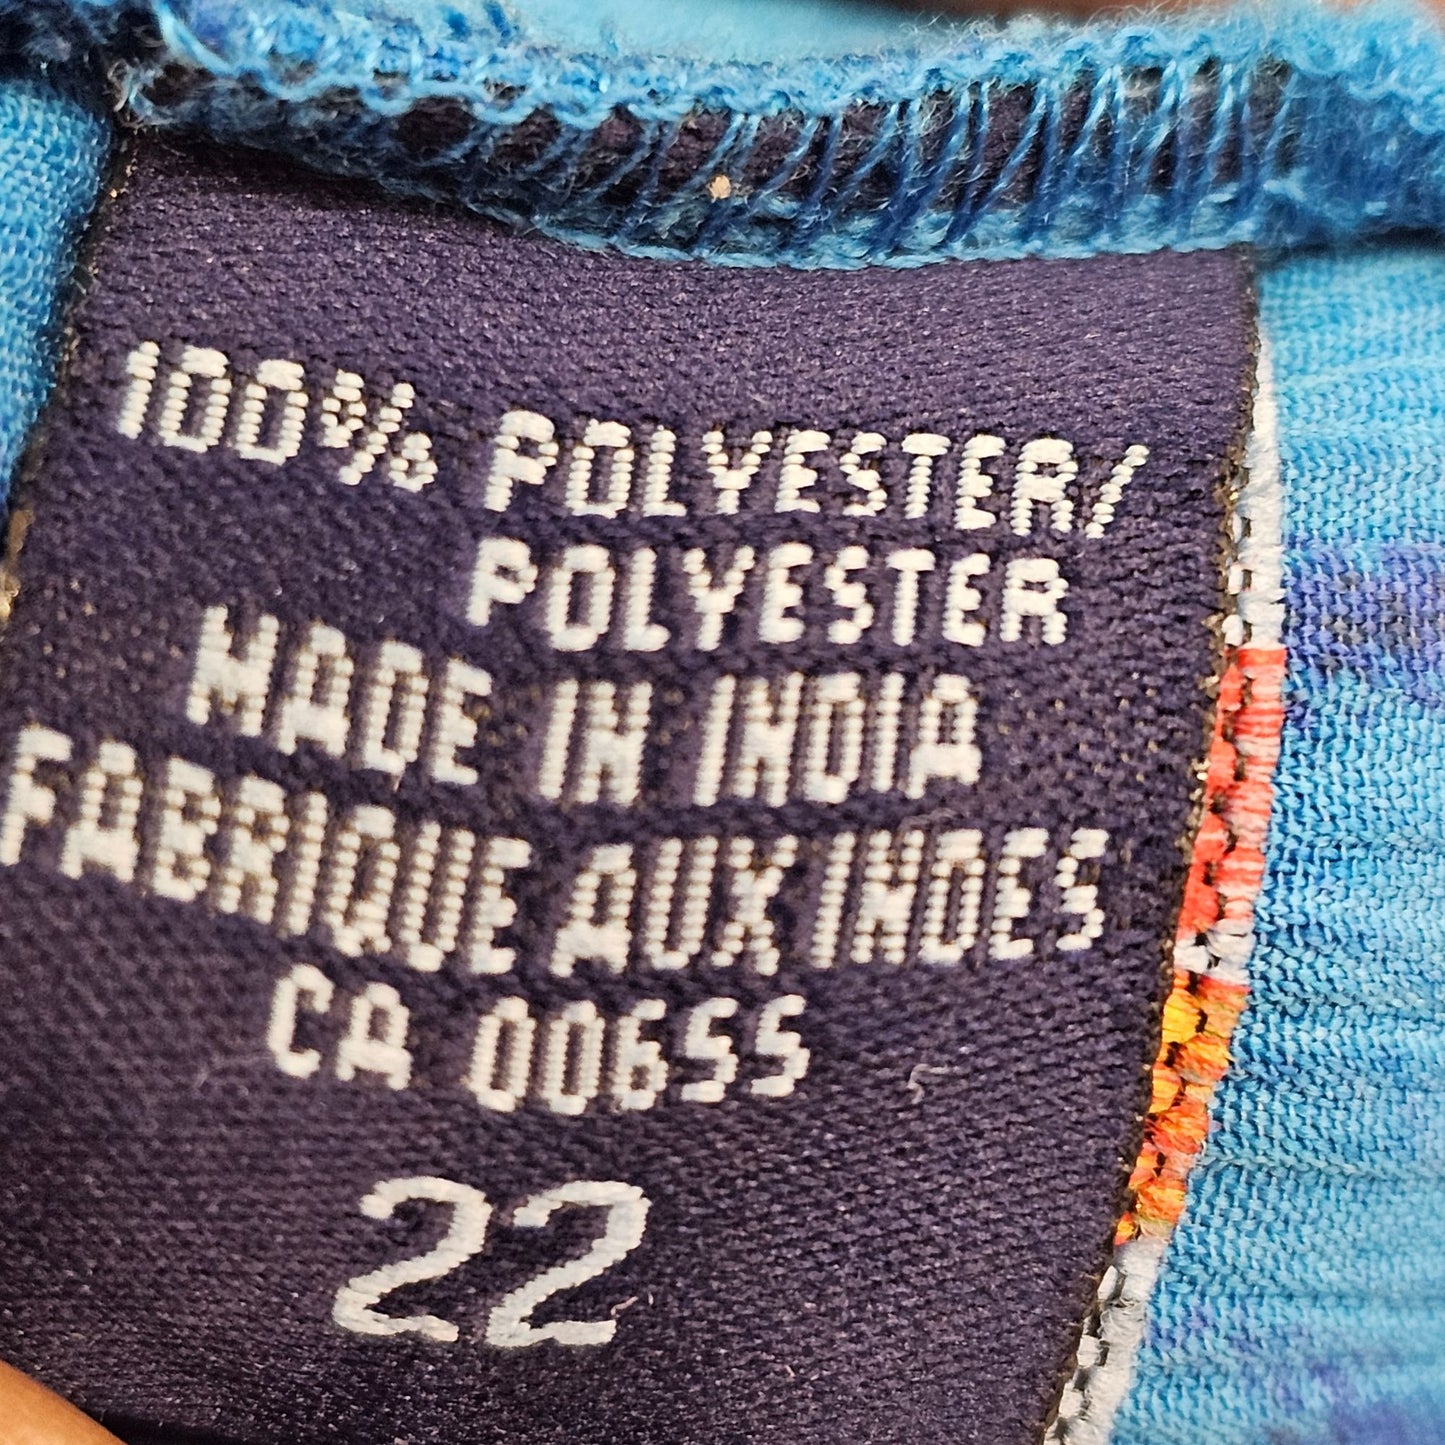 100% POLYESTER/
POLYESTER
MADE IN INDIA
FABRIQUE AUX INDES
CA 00655
22